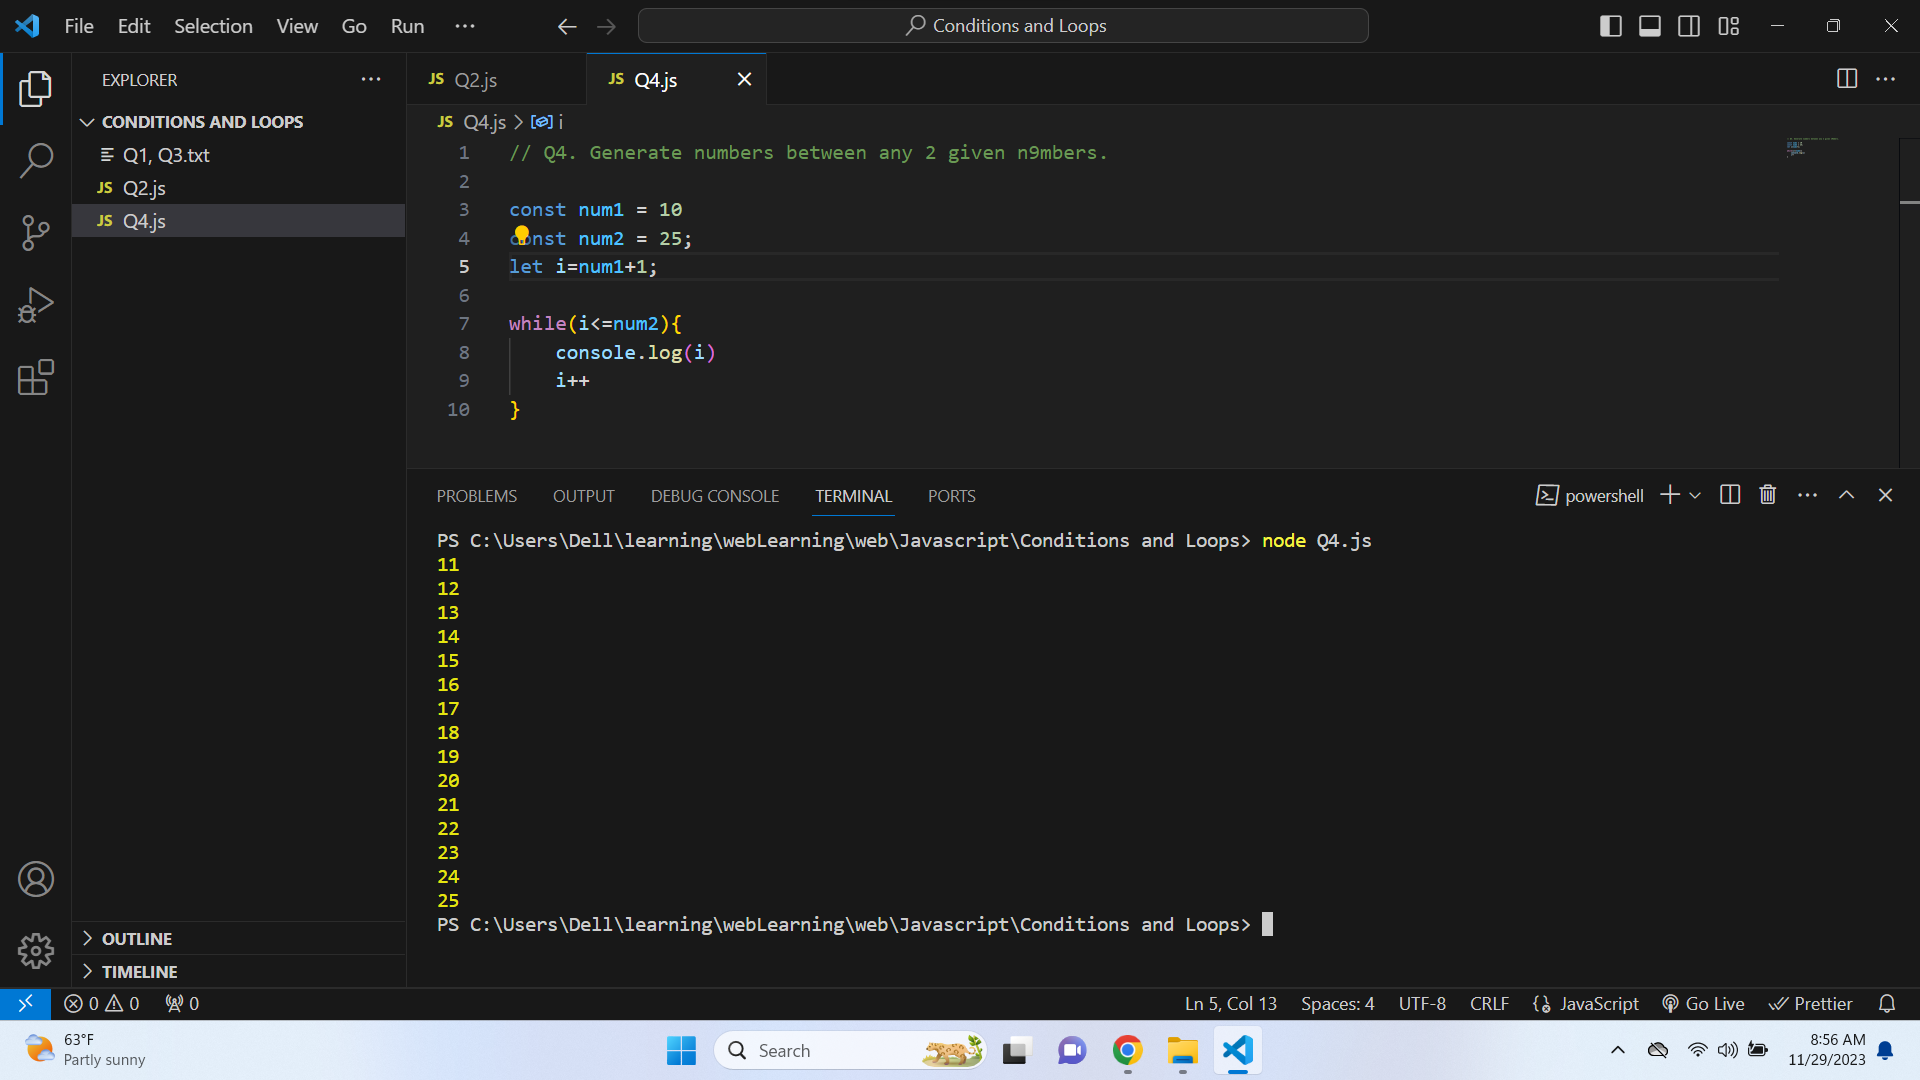 File Edit Selection View Go Run ···
Conditions and Loops
EXPLORER ···
JS Q2.js
JS Q4.js
CONDITIONS AND LOOPS
Q1, Q3.txt
JS Q2.js
JS Q4.js
JS Q4.js > i
1 // Q4. Generate numbers between any 2 given n9mbers.
2
3 const num1 = 10
4 const num2 = 25;
5 let i=num1+1;
6
7 while(i<=num2){
8 console.log(i)
9 i++
10 }
PROBLEMS OUTPUT DEBUG CONSOLE TERMINAL PORTS
powershell
PS C:\Users\Dell\learning\webLearning\web\Javascript\Conditions and Loops> node Q4.js
11
12
13
14
15
16
17
18
19
20
21
22
23
24
25
PS C:\Users\Dell\learning\webLearning\web\Javascript\Conditions and Loops>
OUTLINE
TIMELINE
0 0 0
Ln 5, Col 13 Spaces: 4 UTF-8 CRLF JavaScript Go Live Prettier
63°F
Partly sunny
Search
8:56 AM
11/29/2023